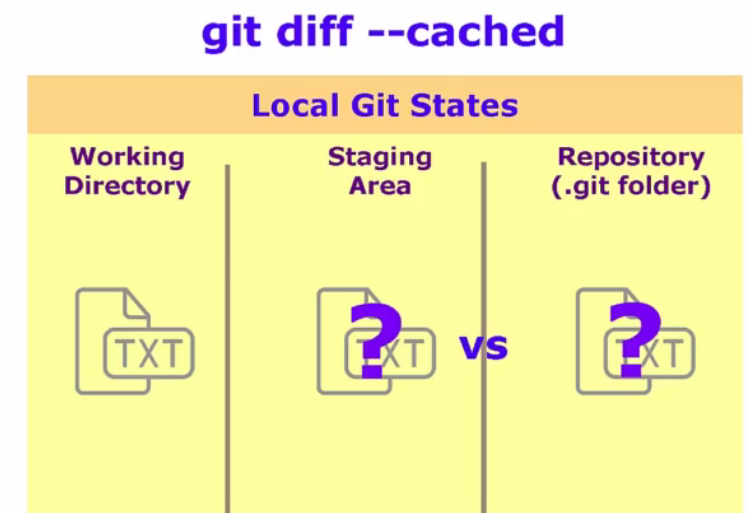 git diff --cached
Local Git States
Working
Directory
Staging
Area
Repository
(.git folder)
TXT
?
TXT
vs
?
TXT